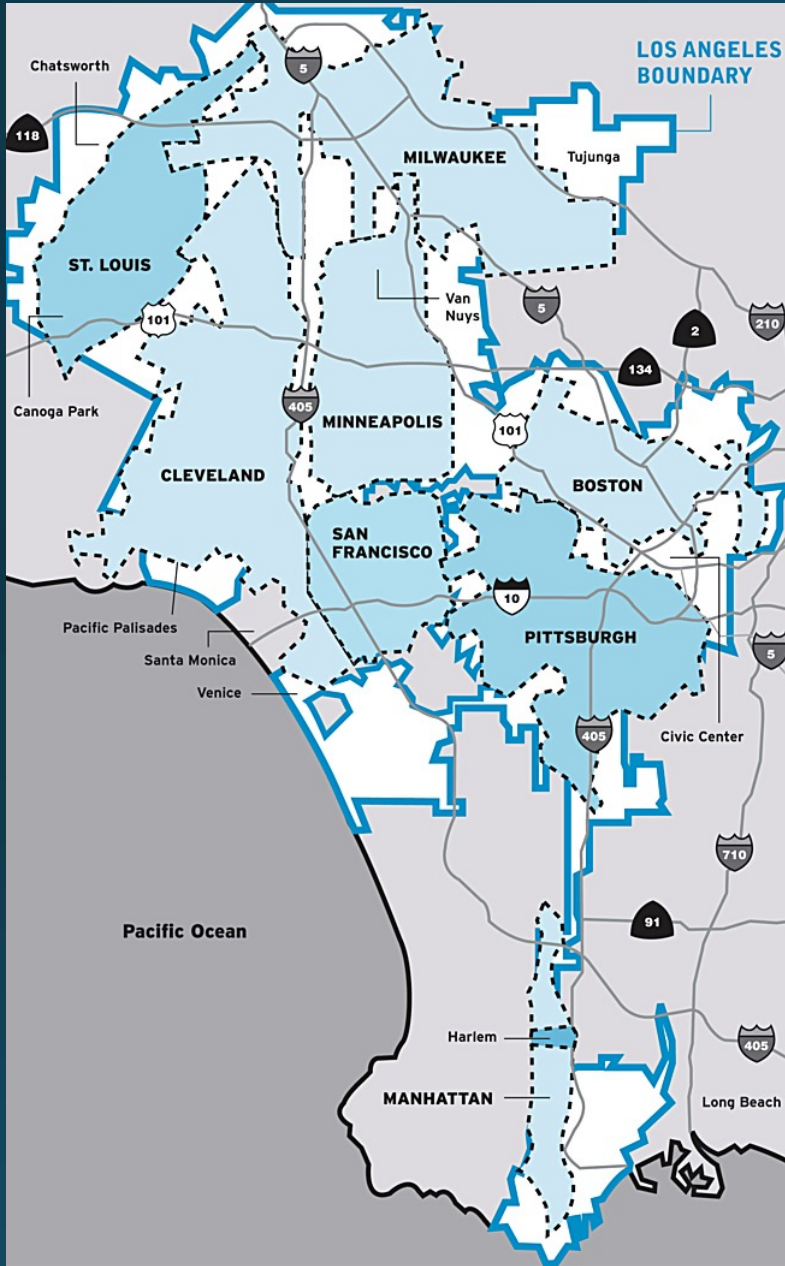 5
Chatsworth
LOS ANGELES
BOUNDARY
118
MILWAUKEE
Tujunga
ST. LOUIS
Van
Nuys
5
101
210
2
134
Canoga Park
405
MINNEAPOLIS
101
CLEVELAND
BOSTON
SAN
FRANCISCO
10
Pacific Palisades
PITTSBURGH
Santa Monica
5
Venice
405
Civic Center
710
91
Pacific Ocean
Harlem
405
MANHATTAN
Long Beach